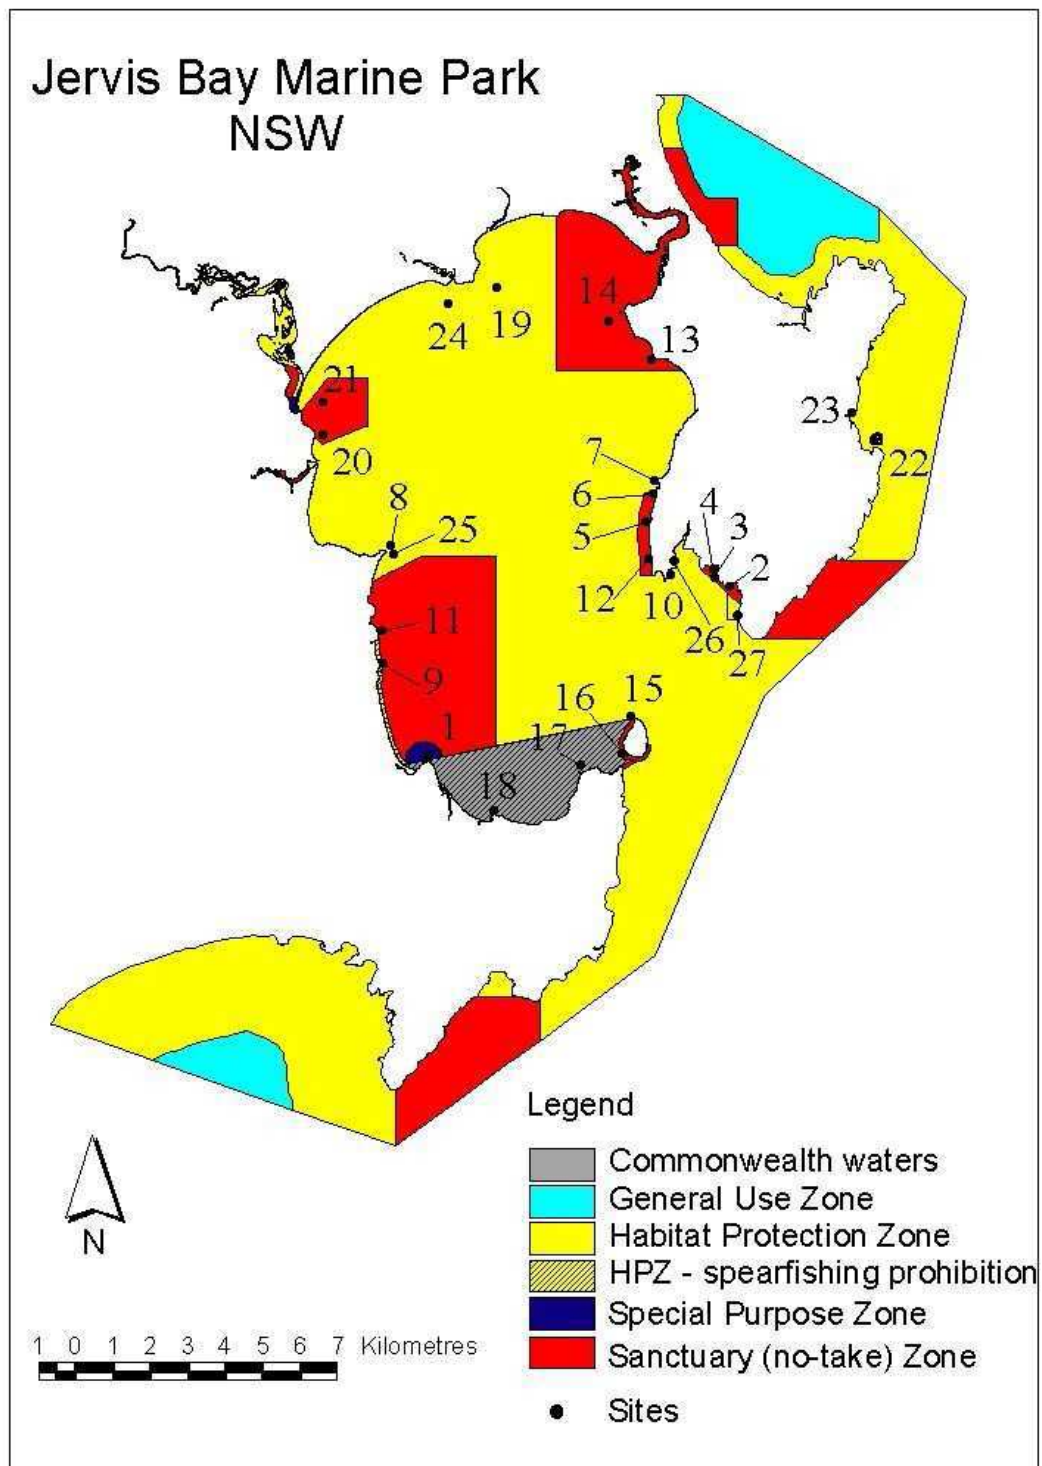 Jervis Bay Marine Park
NSW
14
19
24
13
21
23
20
22
7
8
6
4
25
5
3
2
12
10
11
26
27
9
15
16
1
17
18
Legend
Commonwealth waters
General Use Zone
Habitat Protection Zone
N
HPZ - spearfishing prohibition
Special Purpose Zone
1 0 1 2 3 4 5 6 7 Kilometres
Sanctuary (no-take) Zone
Sites